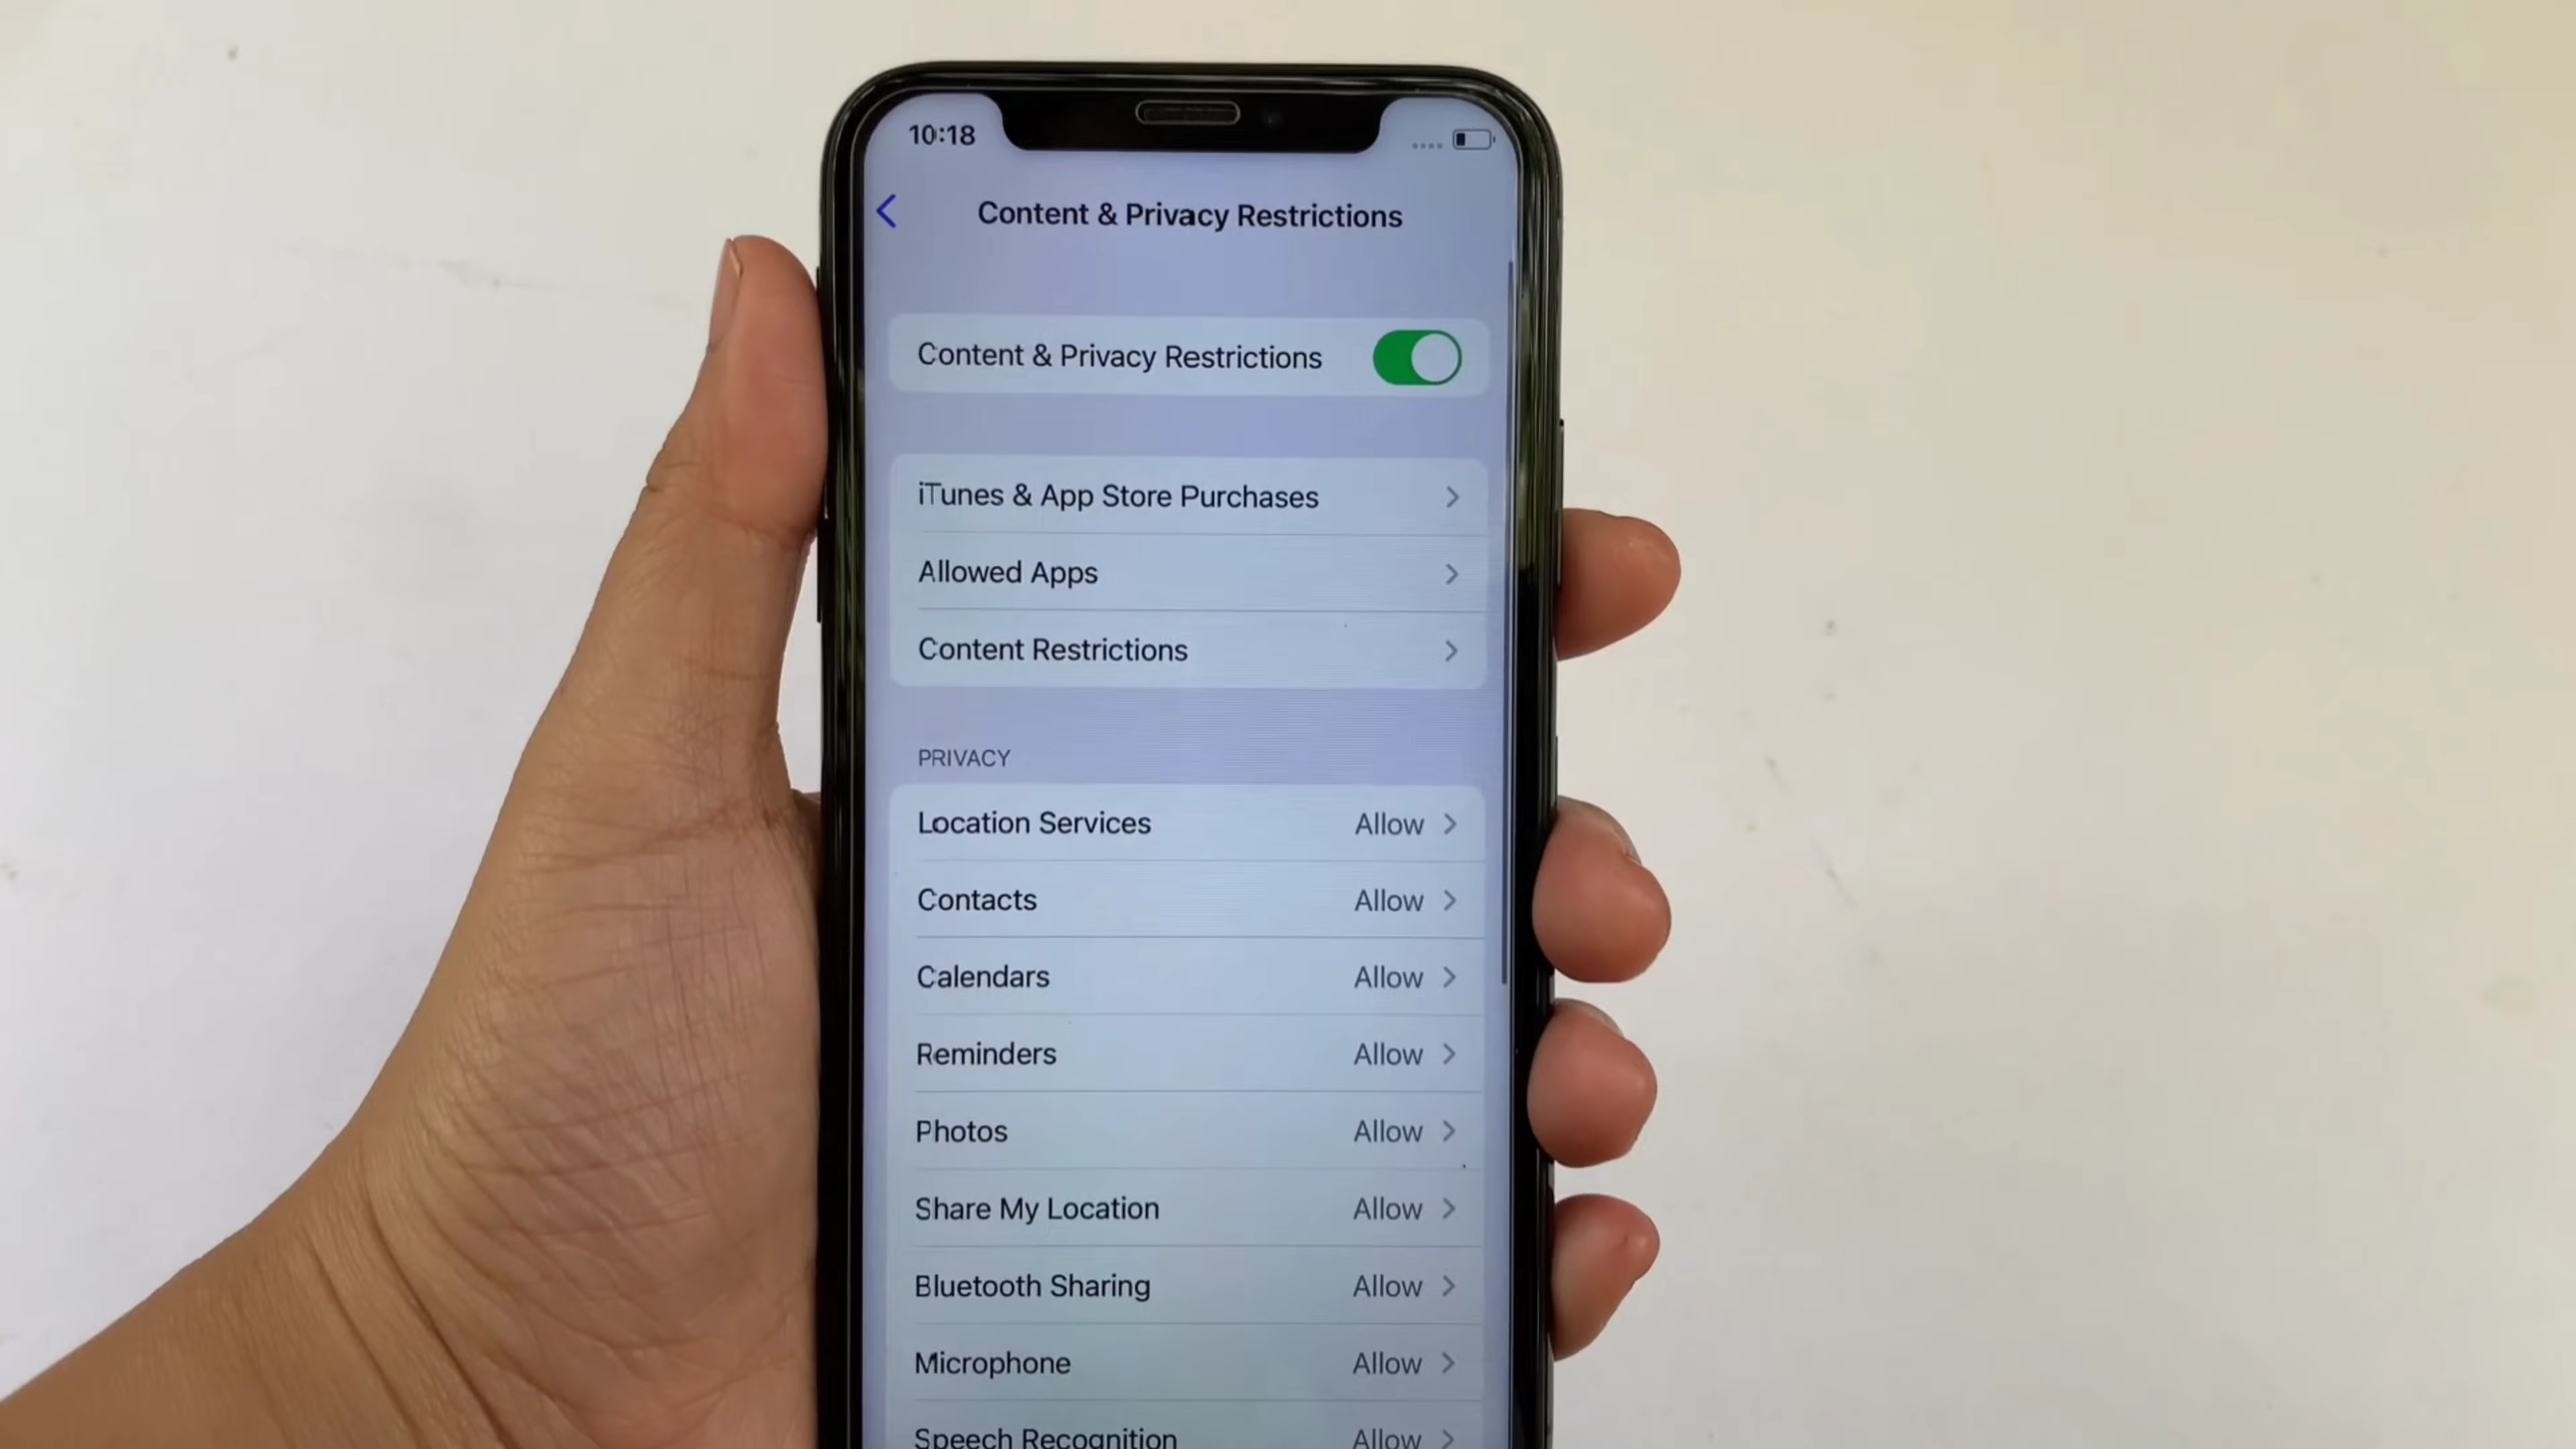 10:18
Content & Privacy Restrictions
Content & Privacy Restrictions
iTunes & App Store Purchases
Allowed Apps
Content Restrictions
PRIVACY
Location Services Allow
Contacts Allow
Calendars Allow
Reminders Allow
Photos Allow
Share My Location Allow
Bluetooth Sharing Allow
Microphone Allow
Speech Recognition Allow